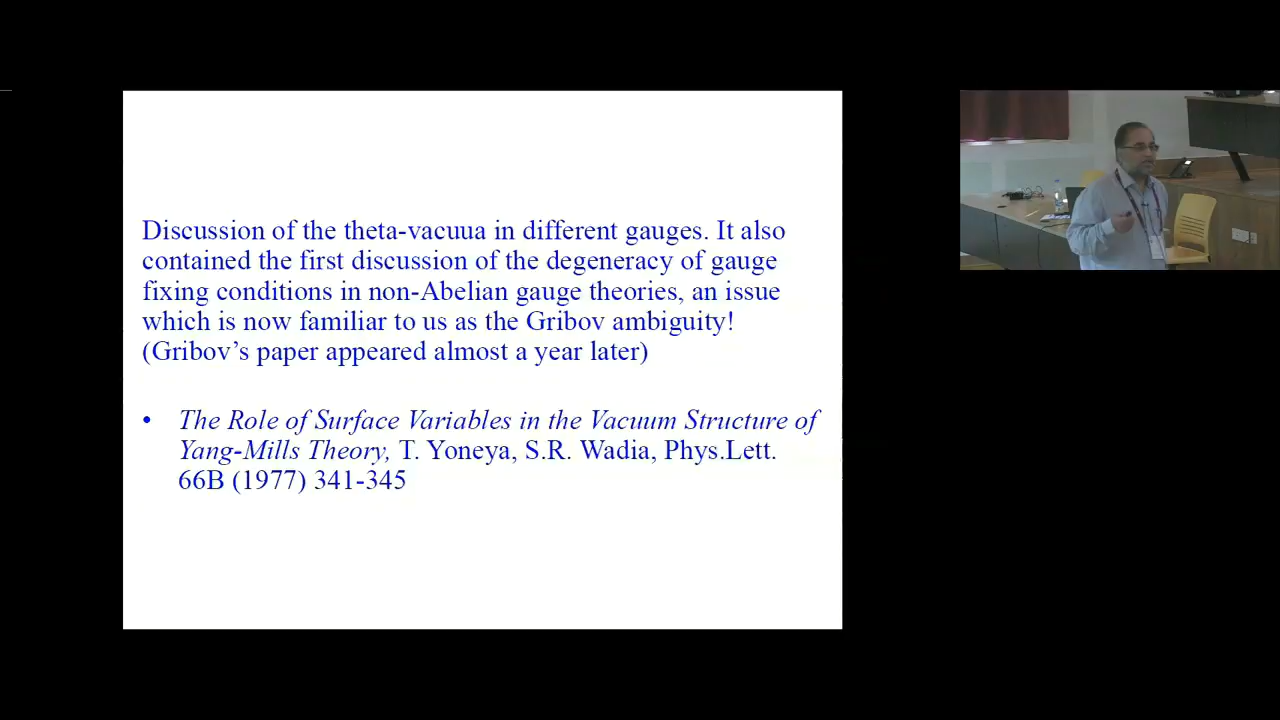 Discussion of the theta-vacuua in different gauges. It also
contained the first discussion of the degeneracy of gauge
fixing conditions in non-Abelian gauge theories, an issue
which is now familiar to us as the Gribov ambiguity!
(Gribov’s paper appeared almost a year later)
• The Role of Surface Variables in the Vacuum Structure of
Yang-Mills Theory, T. Yoneya, S.R. Wadia, Phys.Lett.
66B (1977) 341-345